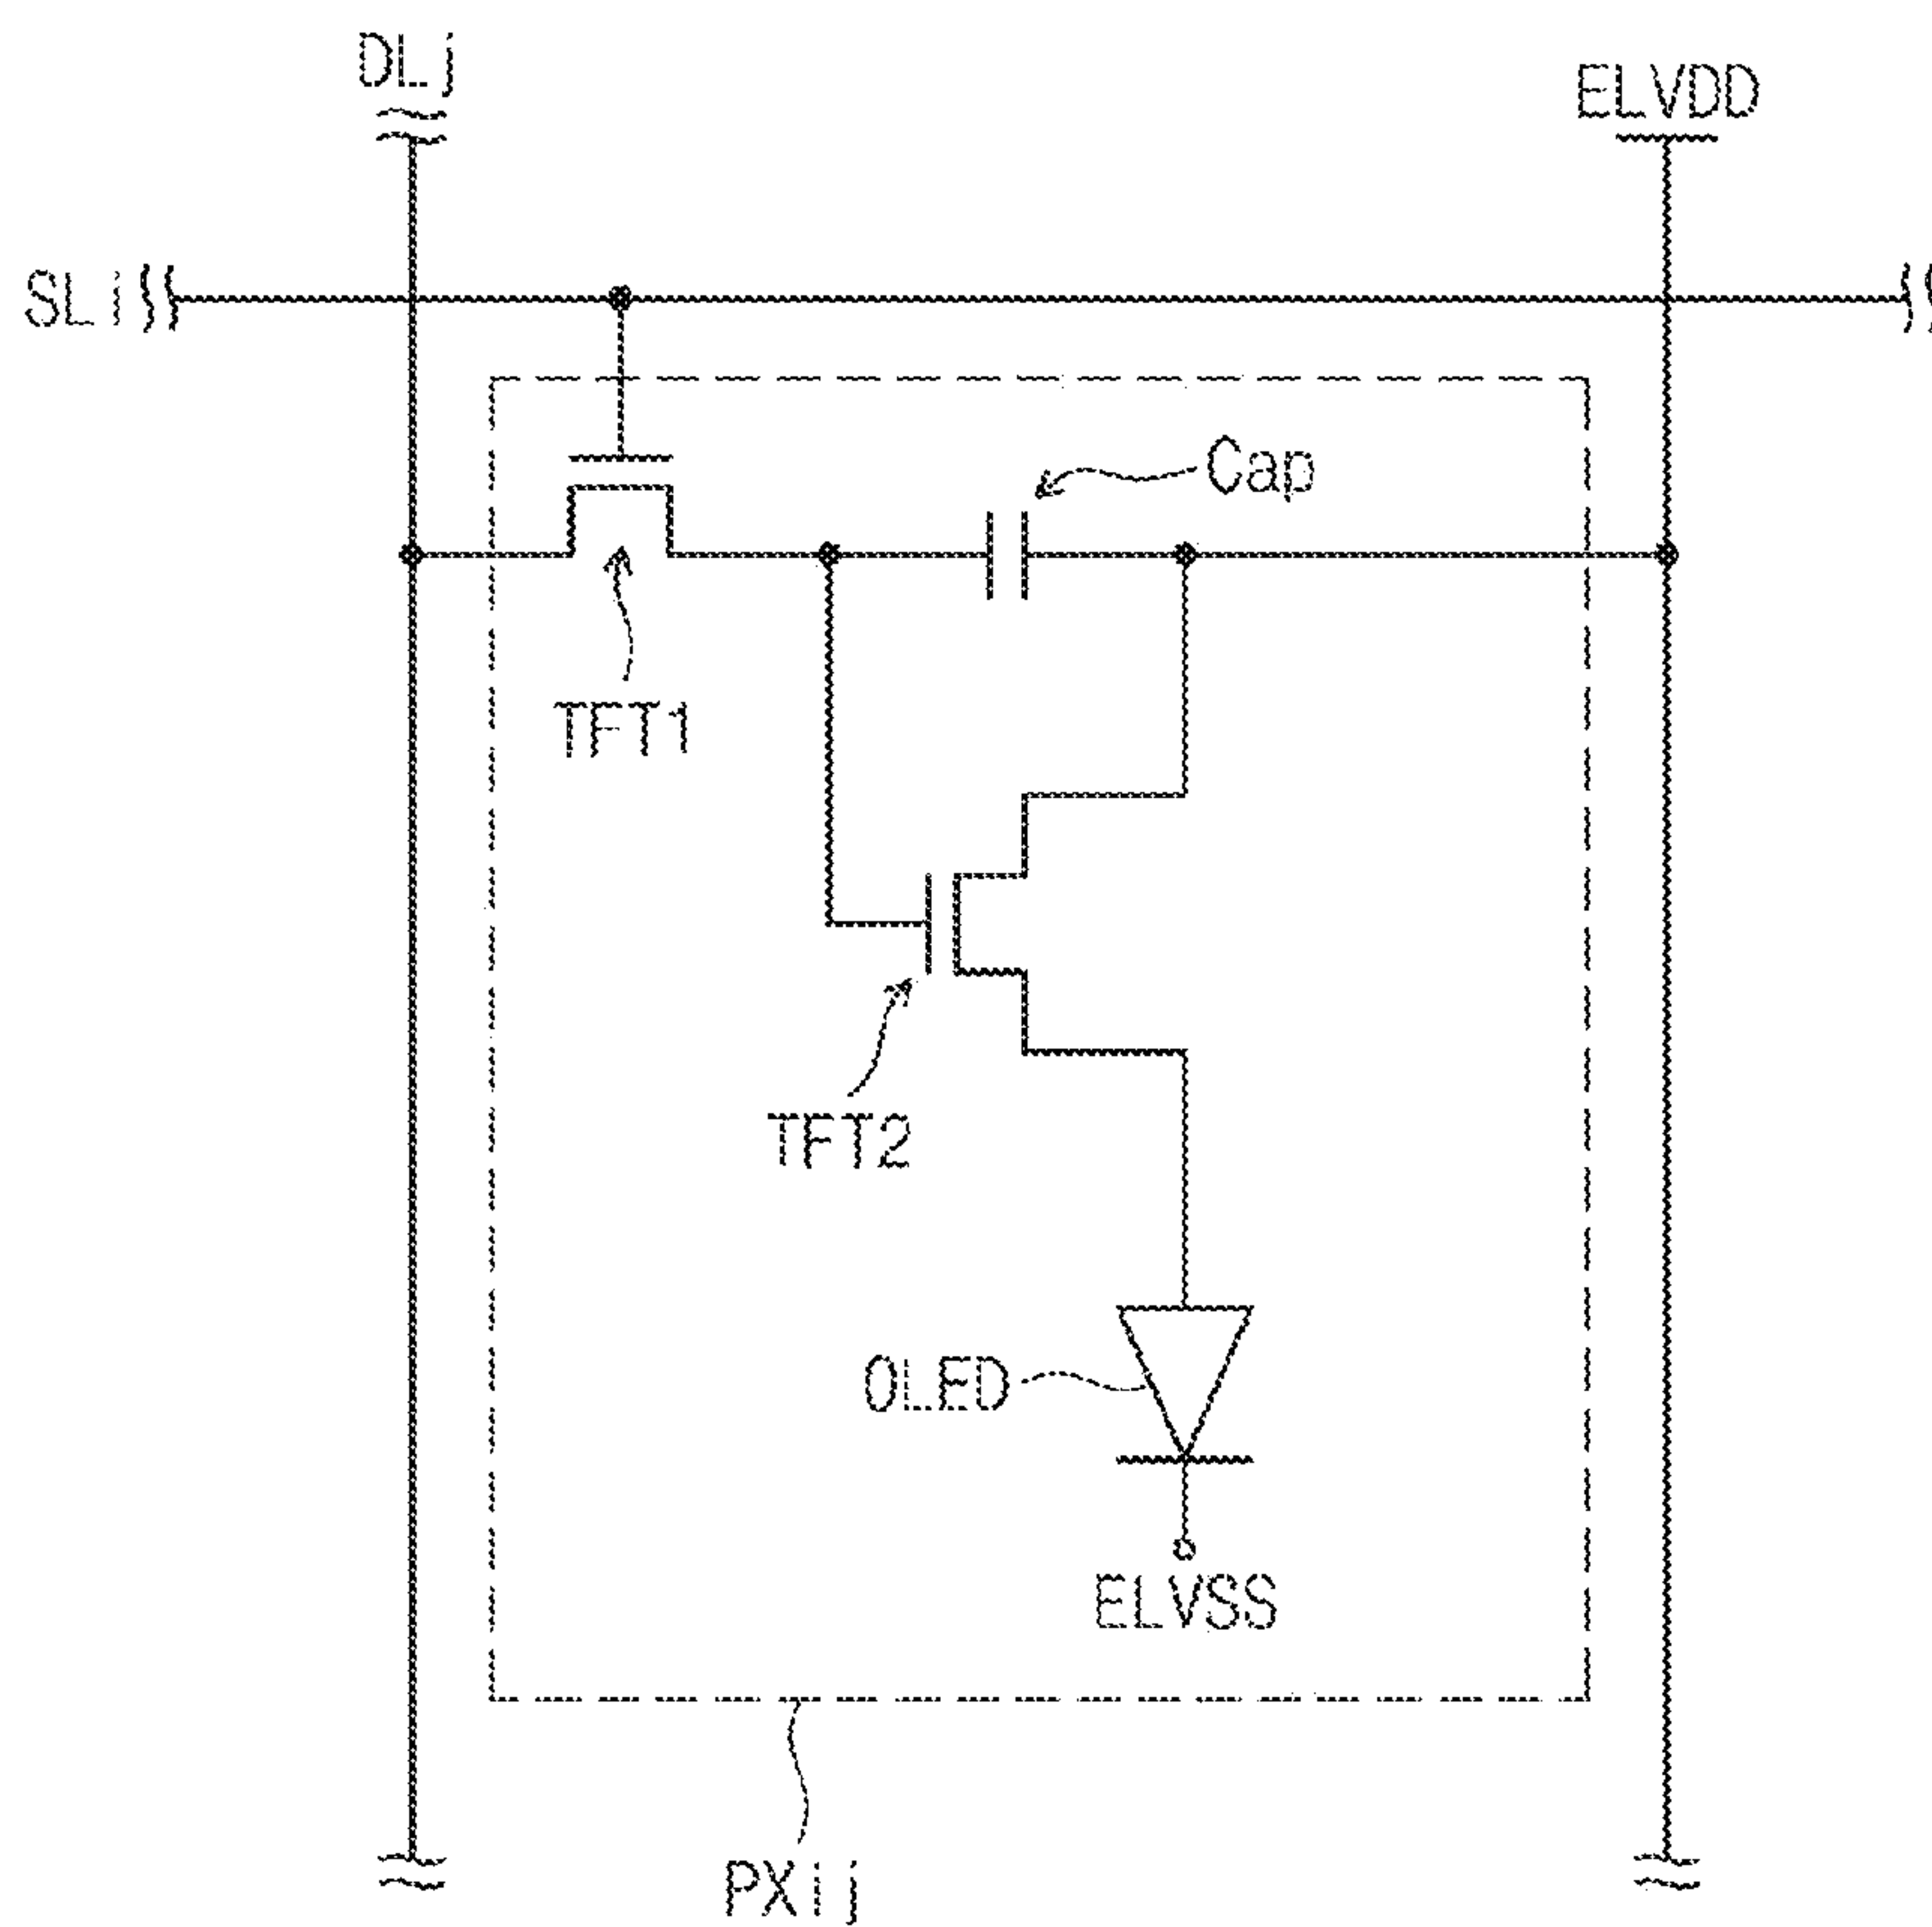 DLj
ELVDD
SLi
Cap
TFT1
TFT2
OLED
ELVSS
PXij